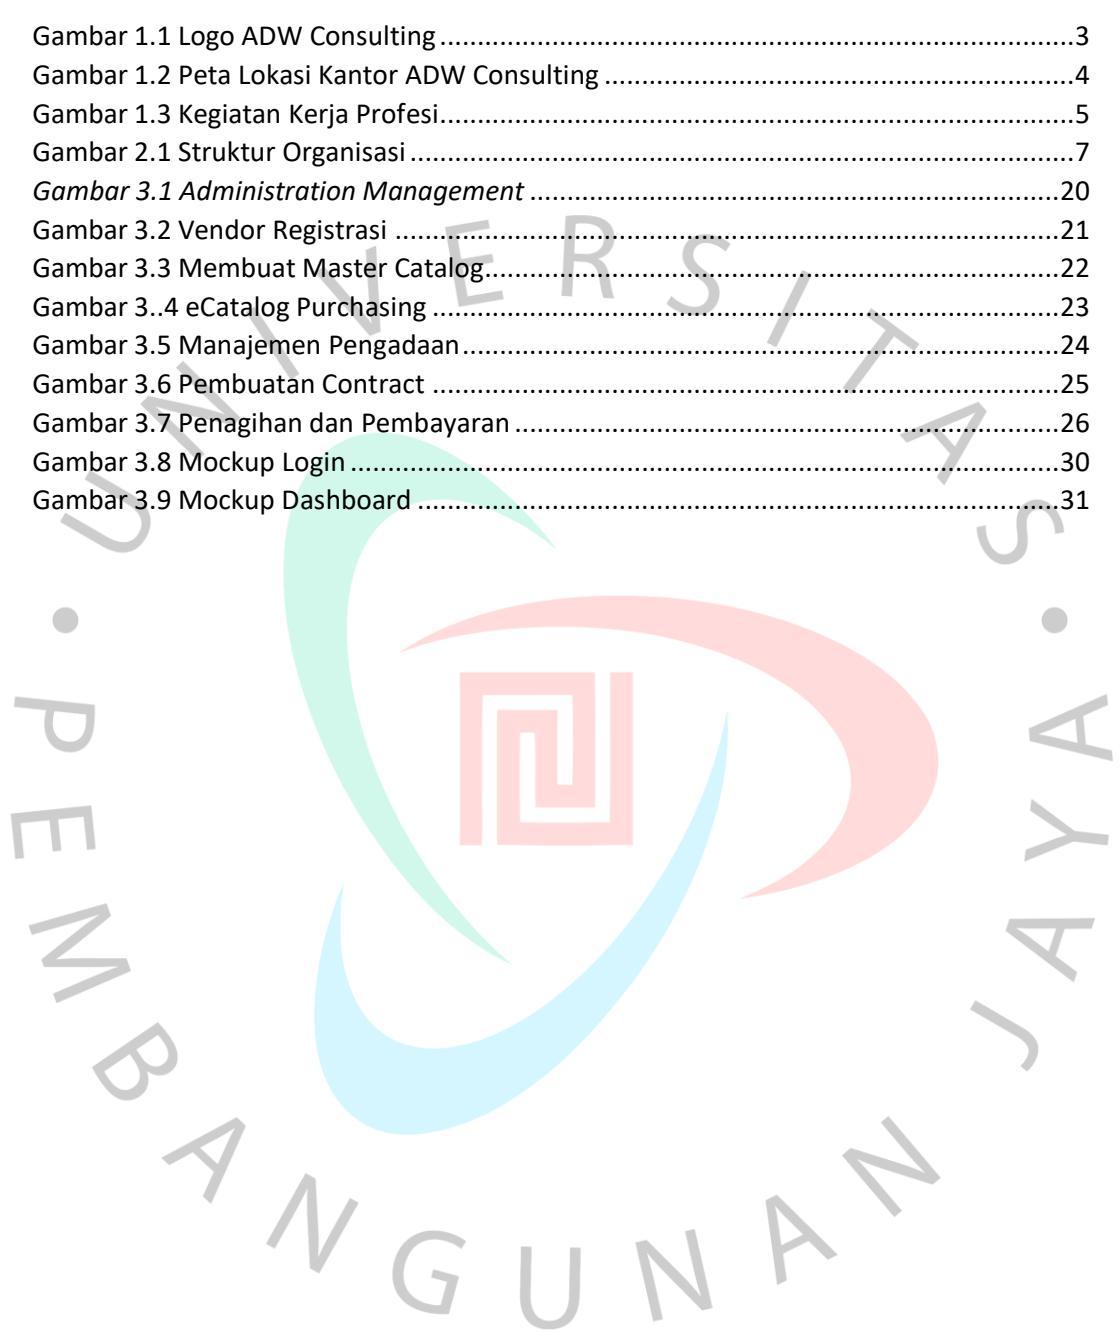 Gambar 1.1 Logo ADW Consulting....................................................................................................3
Gambar 1.2 Peta Lokasi Kantor ADW Consulting..........................................................................4
Gambar 1.3 Kegiatan Kerja Profesi..................................................................................................5
Gambar 2.1 Struktur Organisasi.......................................................................................................7
Gambar 3.1 Administration Management.....................................................................................20
Gambar 3.2 Vendor Registrasi.........................................................................................................21
Gambar 3.3 Membuat Master Catalog............................................................................................22
Gambar 3..4 eCatalog Purchasing...................................................................................................23
Gambar 3.5 Manajemen Pengadaan...............................................................................................24
Gambar 3.6 Pembuatan Contract....................................................................................................25
Gambar 3.7 Penagihan dan Pembayaran.......................................................................................26
Gambar 3.8 Mockup Login...............................................................................................................30
Gambar 3.9 Mockup Dashboard......................................................................................................31
UNIVERSITAS
PEMBANGUNAN JAYA